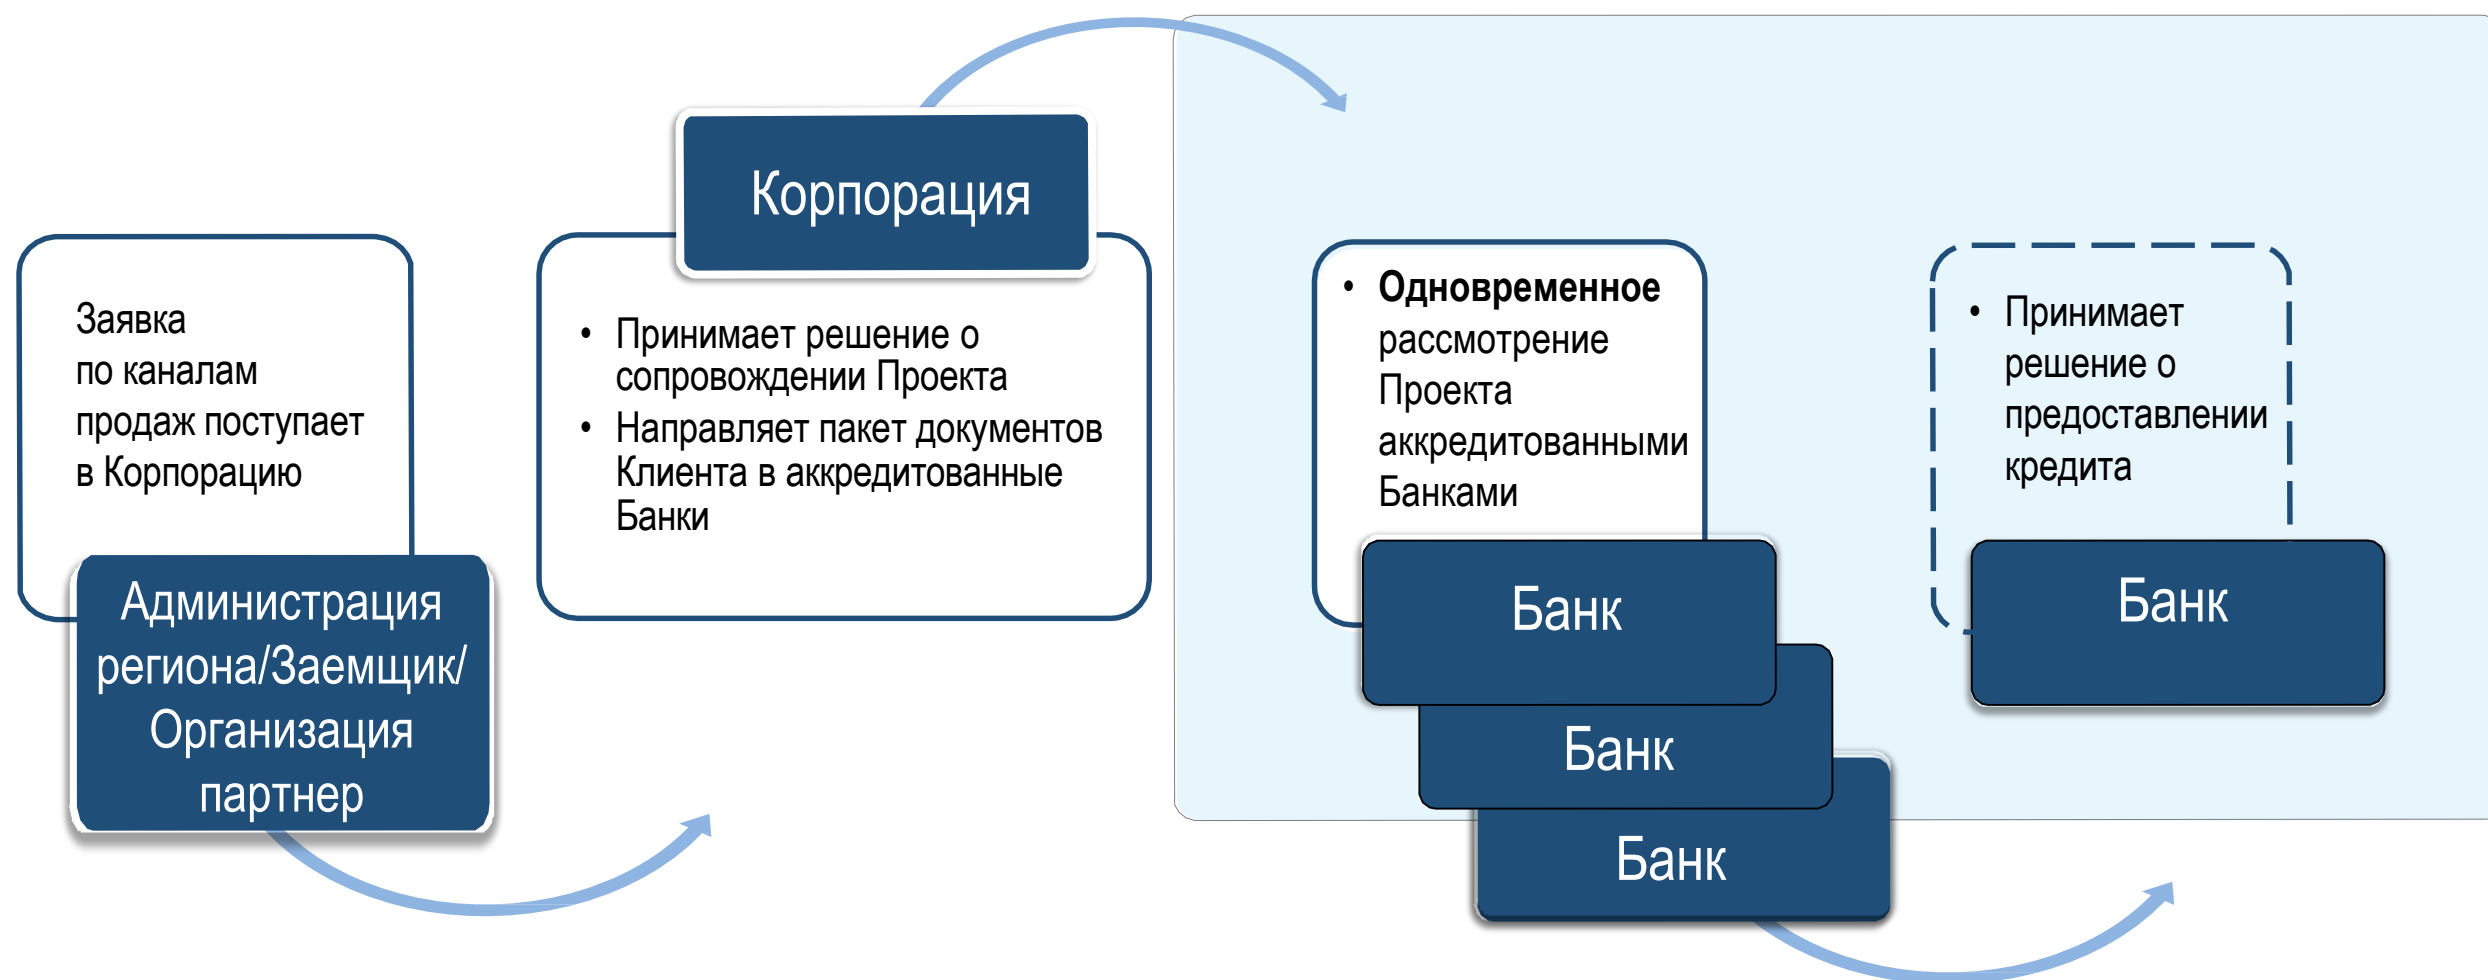 Заявка
по каналам
продаж поступает
в Корпорацию
Администрация
региона/Заемщик/
Организация
партнер
Корпорация
• Принимает решение о
сопровождении Проекта
• Направляет пакет документов
Клиента в аккредитованные
Банки
• Одновременное
рассмотрение
Проекта
аккредитованными
Банками
Банк
Банк
Банк
• Принимает
решение о
предоставлении
кредита
Банк